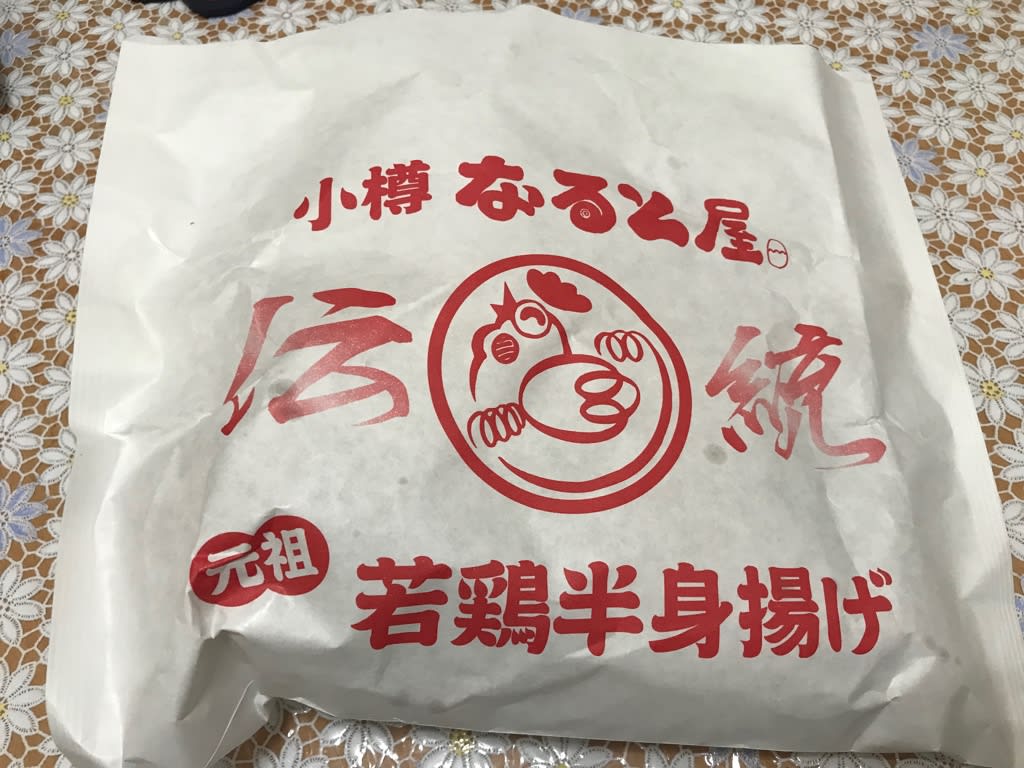 小樽 なると屋
伝統
元祖
若鶏半身揚げ